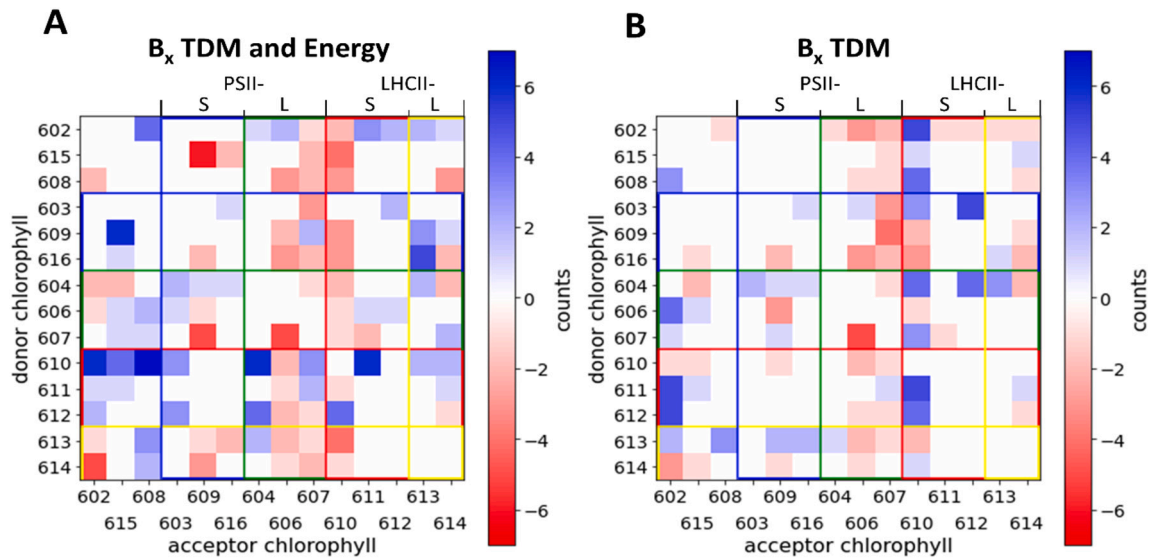 A
Bx TDM and Energy
PSII- LHCII-
S L S L
602
615
608
603
609
616
604
606
607
610
611
612
613
614
donor chlorophyll
602 608 609 604 607 611 613
615 603 616 606 610 612 614
acceptor chlorophyll
6
4
2
0
−2
−4
−6
counts
B
Bx TDM
PSII- LHCII-
S L S L
602
615
608
603
609
616
604
606
607
610
611
612
613
614
donor chlorophyll
602 608 609 604 607 611 613
615 603 616 606 610 612 614
acceptor chlorophyll
6
4
2
0
−2
−4
−6
counts